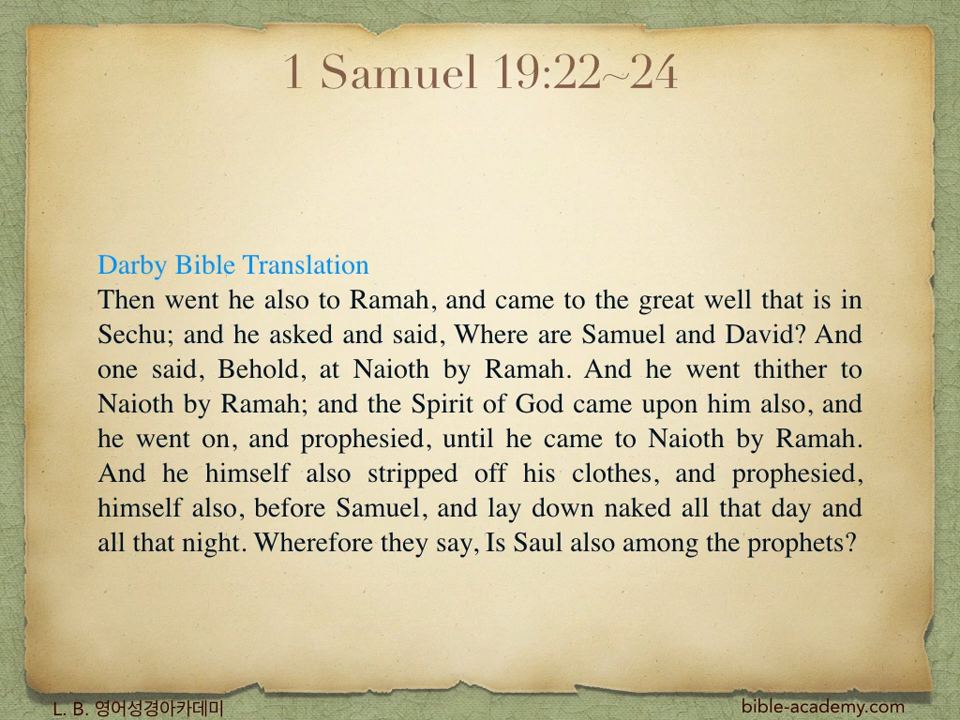 1 Samuel 19:22~24
Darby Bible Translation
Then went he also to Ramah, and came to the great well that is in
Sechu; and he asked and said, Where are Samuel and David? And
one said, Behold, at Naioth by Ramah. And he went thither to
Naioth by Ramah; and the Spirit of God came upon him also, and
he went on, and prophesied, until he came to Naioth by Ramah.
And he himself also stripped off his clothes, and prophesied,
himself also, before Samuel, and lay down naked all that day and
all that night. Wherefore they say, Is Saul also among the prophets?
L. B. 영어성경아카데미
bible-academy.com